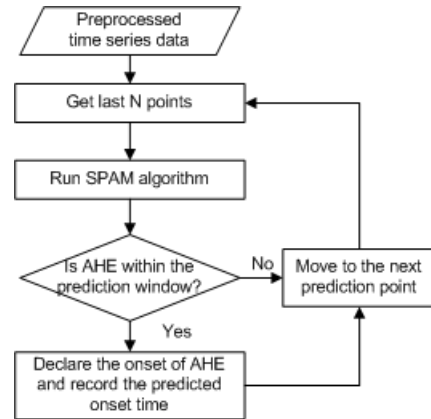 Preprocessed
time series data
Get last N points
Run SPAM algorithm
Is AHE within the
prediction window?
No
Move to the next
prediction point
Yes
Declare the onset of AHE
and record the predicted
onset time